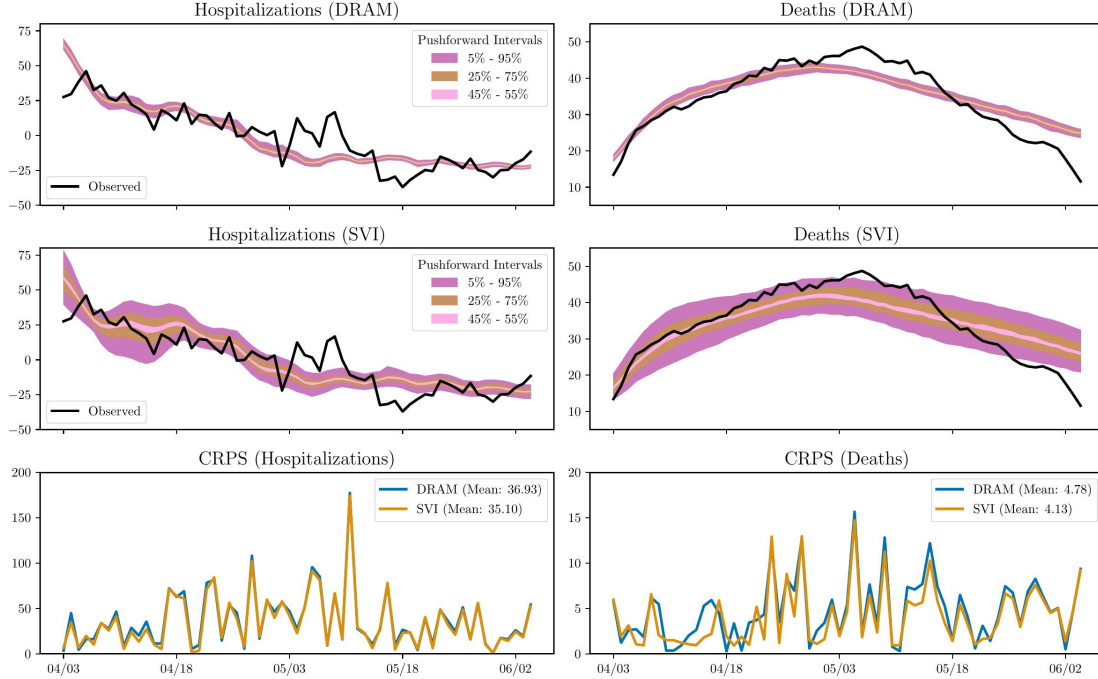 Hospitalizations (DRAM)
75
50
25
0
−25
−50
Pushforward Intervals
5% - 95%
25% - 75%
45% - 55%
Observed
Deaths (DRAM)
50
40
30
20
10
Hospitalizations (SVI)
75
50
25
0
−25
−50
Pushforward Intervals
5% - 95%
25% - 75%
45% - 55%
Observed
Deaths (SVI)
50
40
30
20
10
CRPS (Hospitalizations)
200
150
100
50
0
DRAM (Mean: 36.93)
SVI (Mean: 35.10)
04/03
04/18
05/03
05/18
06/02
CRPS (Deaths)
20
15
10
5
0
DRAM (Mean: 4.78)
SVI (Mean: 4.13)
04/03
04/18
05/03
05/18
06/02